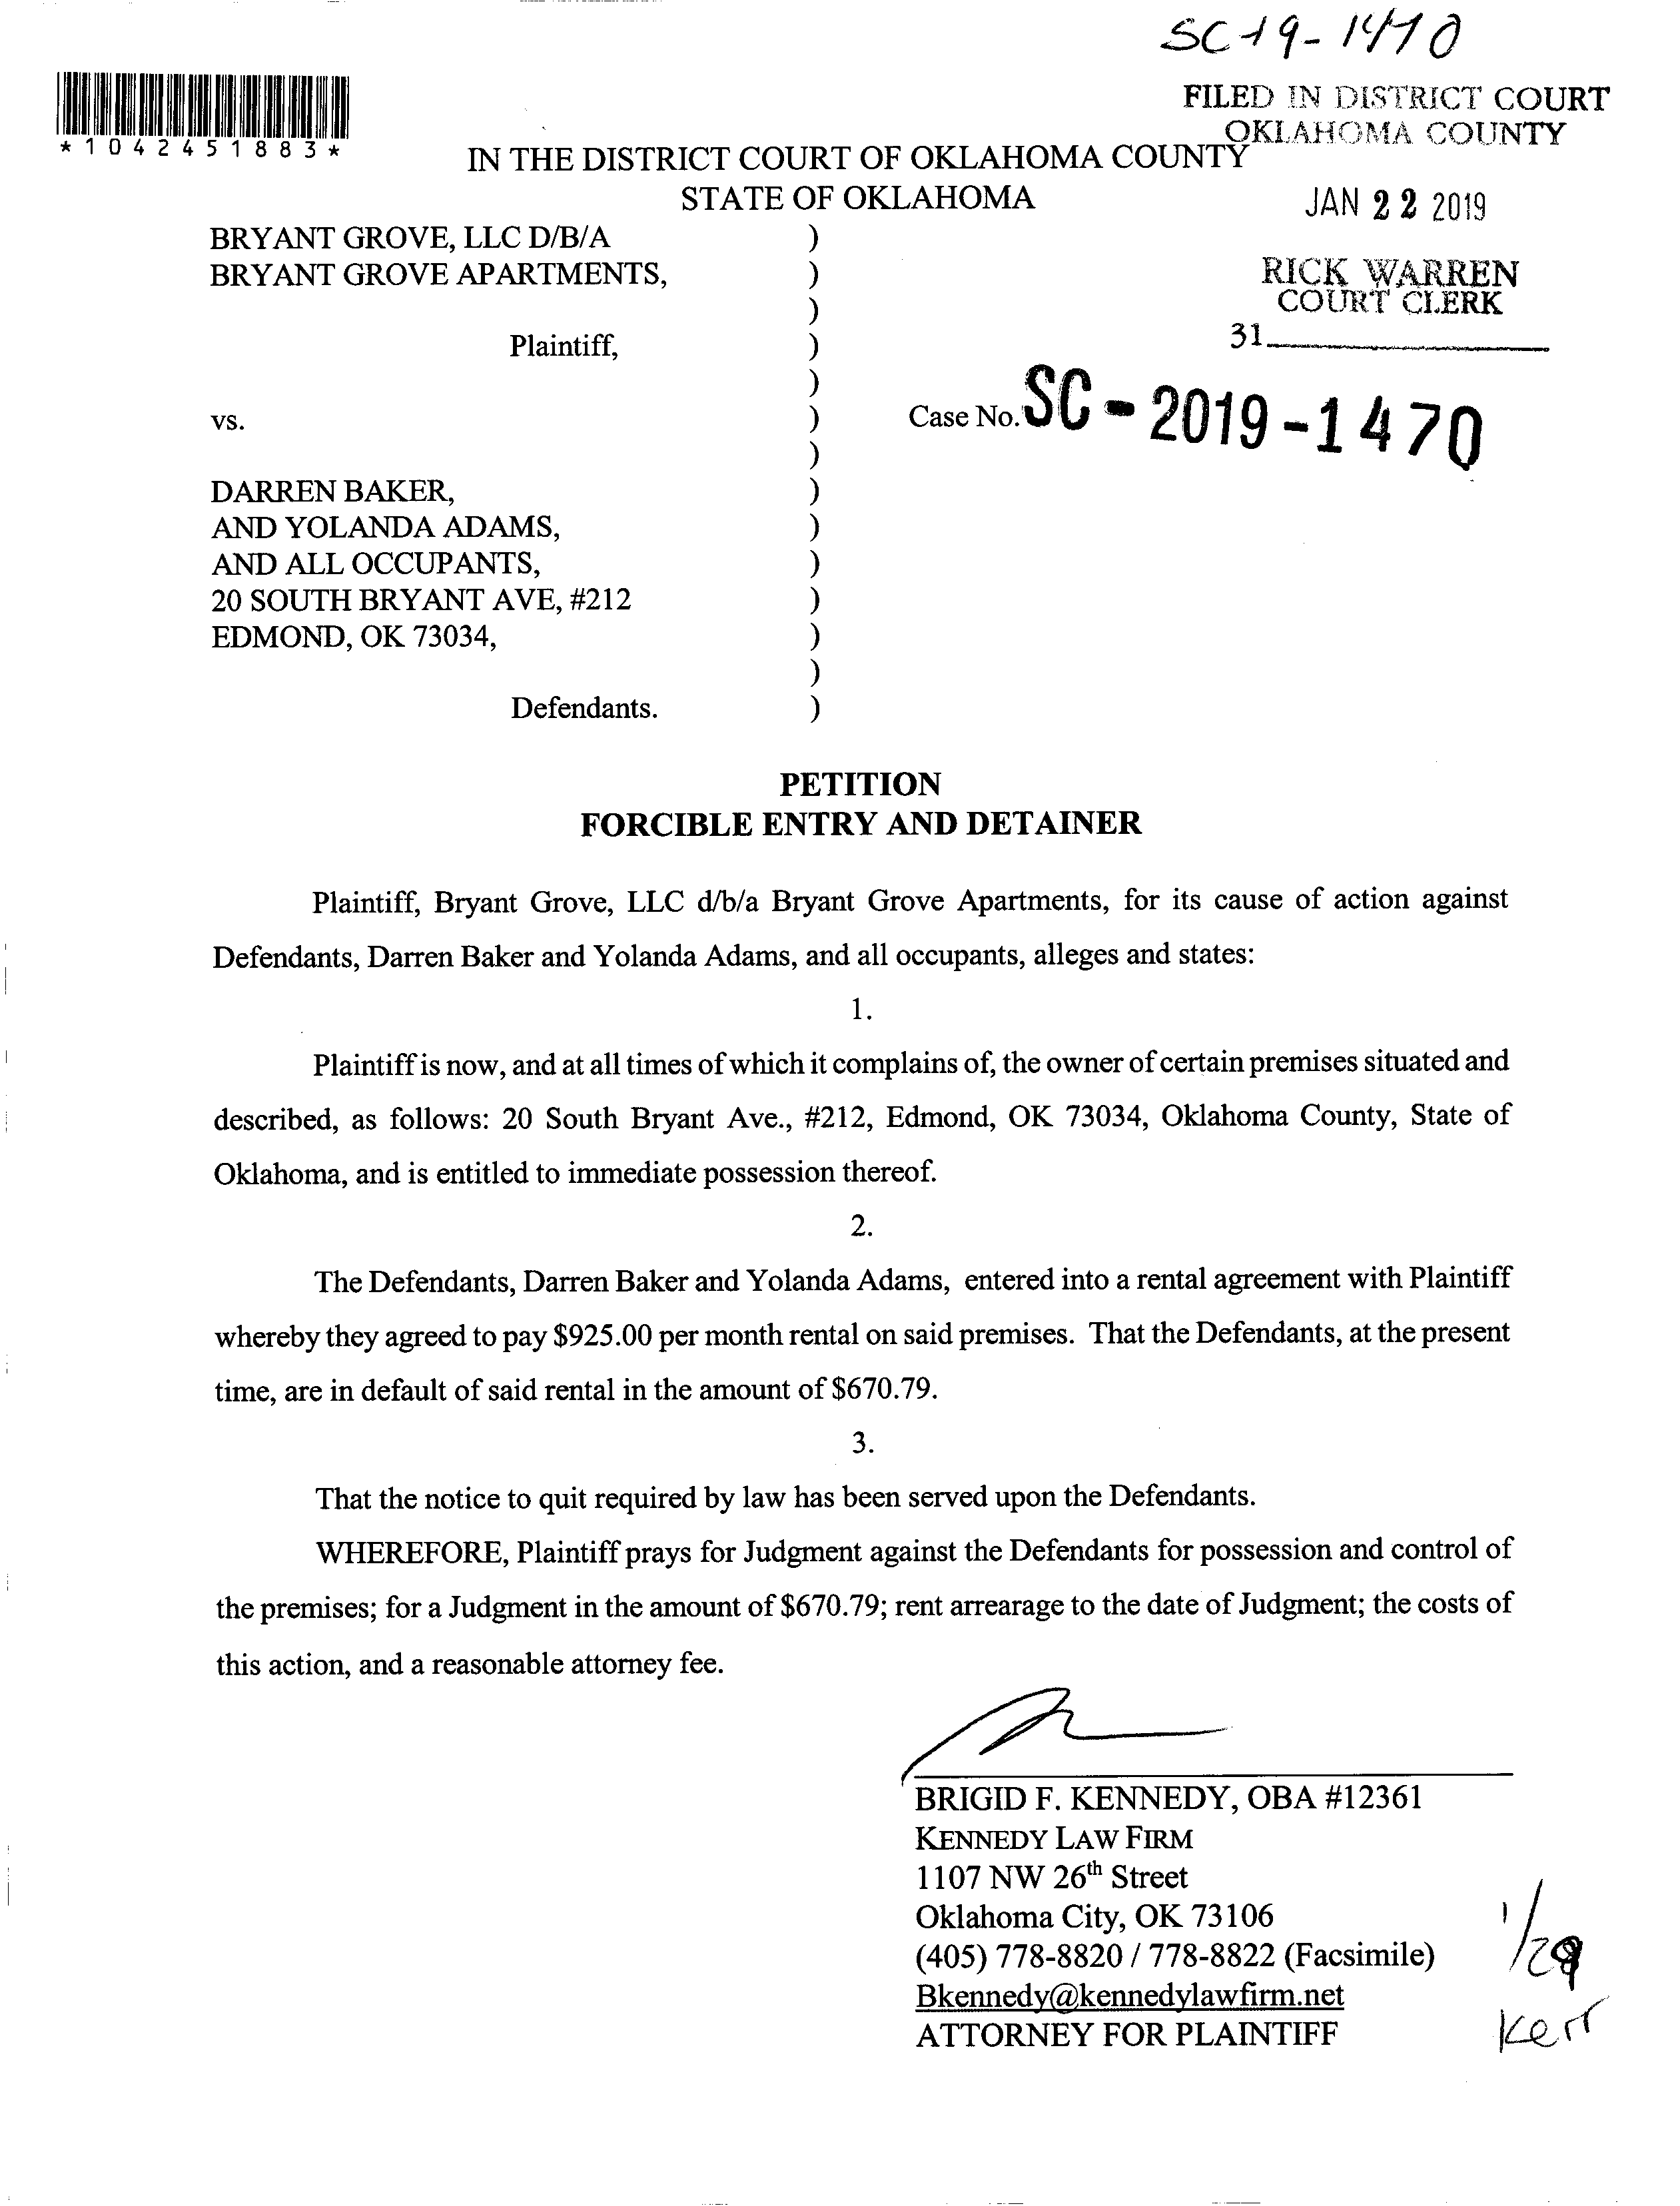 SC-19-1470
FILED IN DISTRICT COURT
OKLAHOMA COUNTY
*1042451883*
IN THE DISTRICT COURT OF OKLAHOMA COUNTY
STATE OF OKLAHOMA
JAN 22 2019
BRYANT GROVE, LLC D/B/A )
BRYANT GROVE APARTMENTS, )
)
RICK WARREN
COURT CLERK
31
Plaintiff, )
)
vs. ) Case No. SC-2019-1470
)
DARREN BAKER, )
AND YOLANDA ADAMS, )
AND ALL OCCUPANTS, )
20 SOUTH BRYANT AVE, #212 )
EDMOND, OK 73034, )
)
Defendants. )
PETITION
FORCIBLE ENTRY AND DETAINER
Plaintiff, Bryant Grove, LLC d/b/a Bryant Grove Apartments, for its cause of action against
Defendants, Darren Baker and Yolanda Adams, and all occupants, alleges and states:
1.
Plaintiff is now, and at all times of which it complains of, the owner of certain premises situated and
described, as follows: 20 South Bryant Ave., #212, Edmond, OK 73034, Oklahoma County, State of
Oklahoma, and is entitled to immediate possession thereof.
2.
The Defendants, Darren Baker and Yolanda Adams, entered into a rental agreement with Plaintiff
whereby they agreed to pay $925.00 per month rental on said premises. That the Defendants, at the present
time, are in default of said rental in the amount of $670.79.
3.
That the notice to quit required by law has been served upon the Defendants.
WHEREFORE, Plaintiff prays for Judgment against the Defendants for possession and control of
the premises; for a Judgment in the amount of $670.79; rent arrearage to the date of Judgment; the costs of
this action, and a reasonable attorney fee.
BRIGID F. KENNEDY, OBA #12361
KENNEDY LAW FIRM
1107 NW 26th Street
Oklahoma City, OK 73106
(405) 778-8820 / 778-8822 (Facsimile)
Bkennedy@kennedylawfirm.net
ATTORNEY FOR PLAINTIFF
Kerr